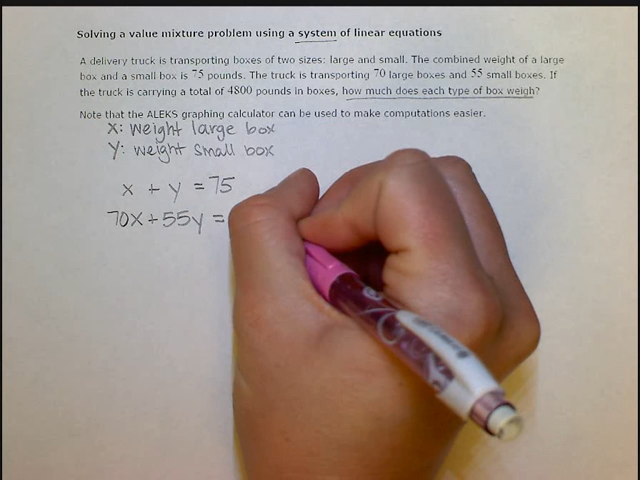 Solving a value mixture problem using a system of linear equations
A delivery truck is transporting boxes of two sizes: large and small. The combined weight of a large
box and a small box is 75 pounds. The truck is transporting 70 large boxes and 55 small boxes. If
the truck is carrying a total of 4800 pounds in boxes, how much does each type of box weigh?
Note that the ALEKS graphing calculator can be used to make computations easier.
X: weight large box
Y: weight small box
x + y = 75
70x + 55y =